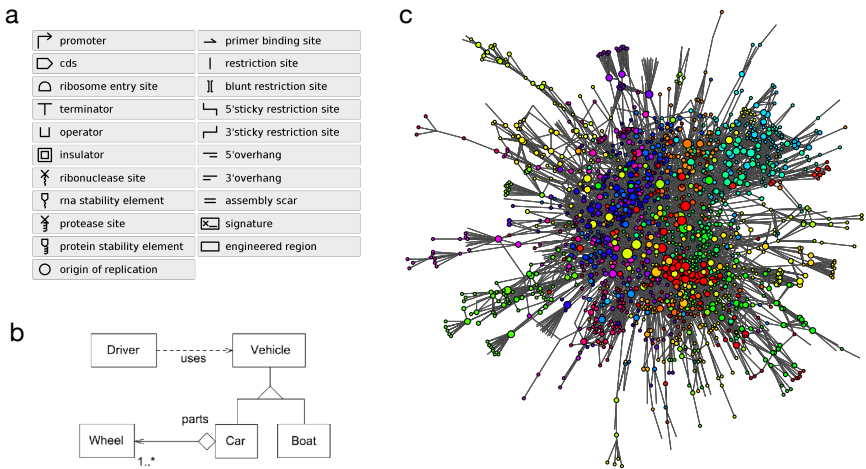 a
promoter
primer binding site
cds
restriction site
ribosome entry site
blunt restriction site
terminator
5'sticky restriction site
operator
3'sticky restriction site
insulator
5'overhang
ribonuclease site
3'overhang
rna stability element
assembly scar
protease site
signature
protein stability element
engineered region
origin of replication
b
Driver
uses
Vehicle
parts
Wheel
1..*
Car
Boat
c